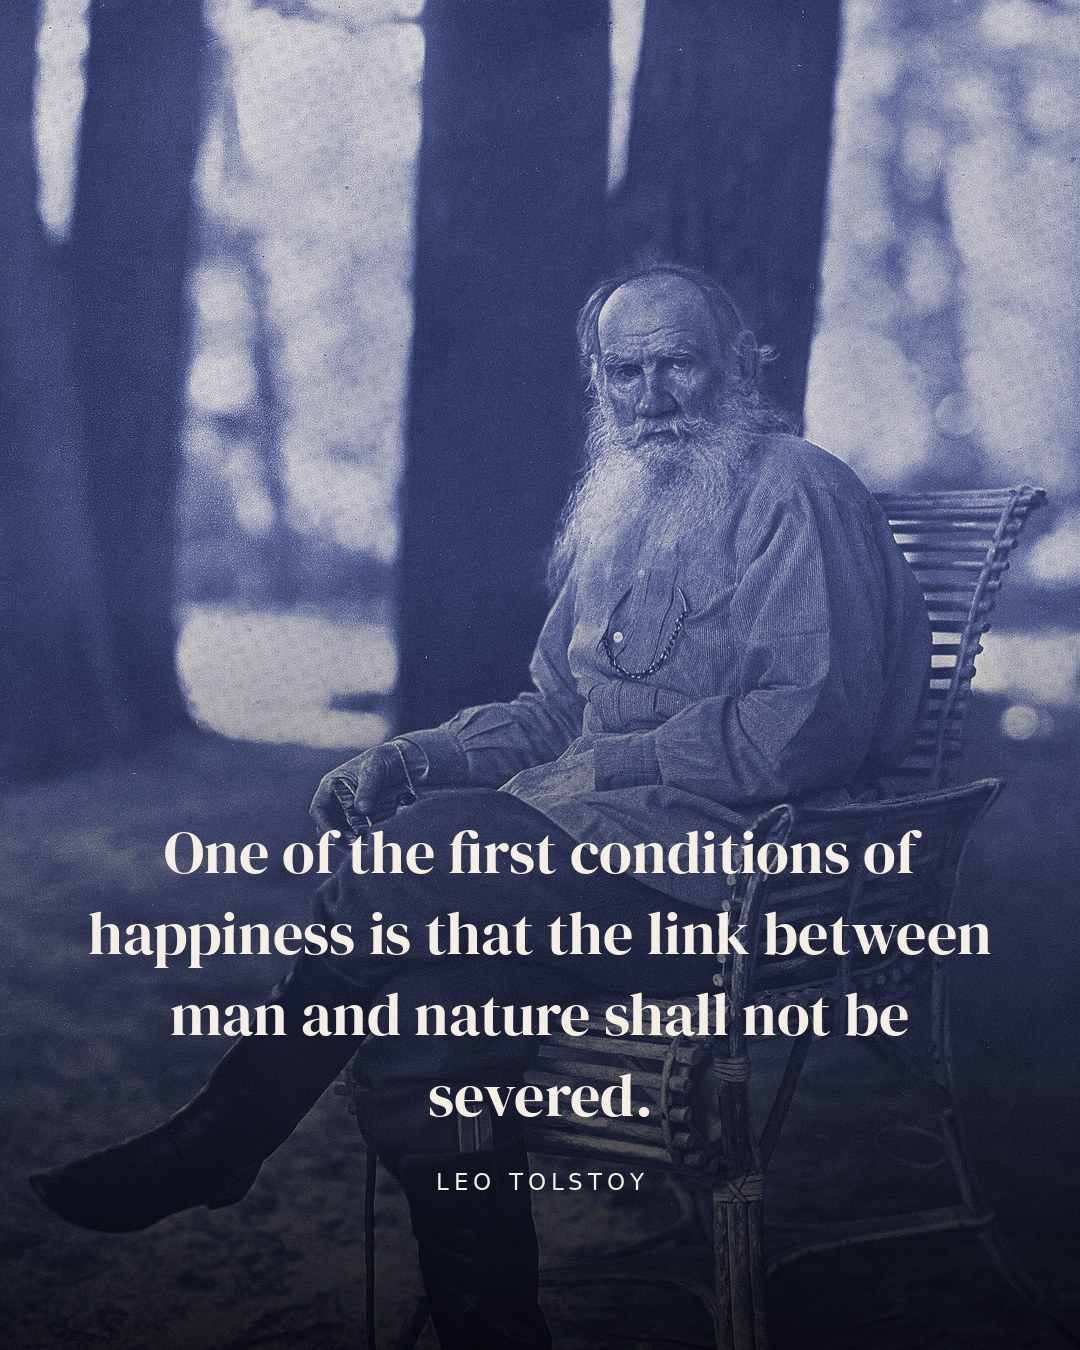 One of the first conditions of
happiness is that the link between
man and nature shall not be
severed.
LEO TOLSTOY